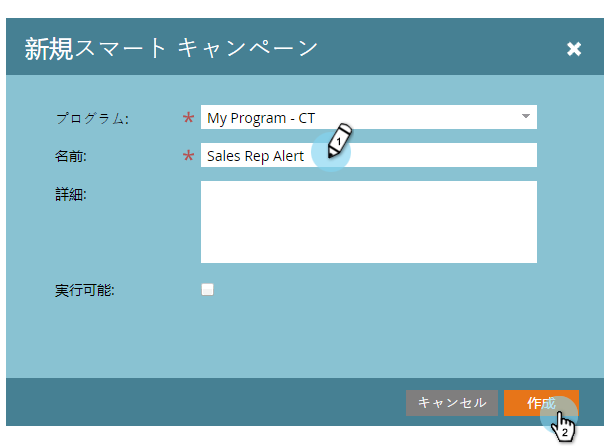 新規スマート キャンペーン
プログラム: * My Program - CT
名前: * Sales Rep Alert
1
詳細:
実行可能:
キャンセル 作成
2